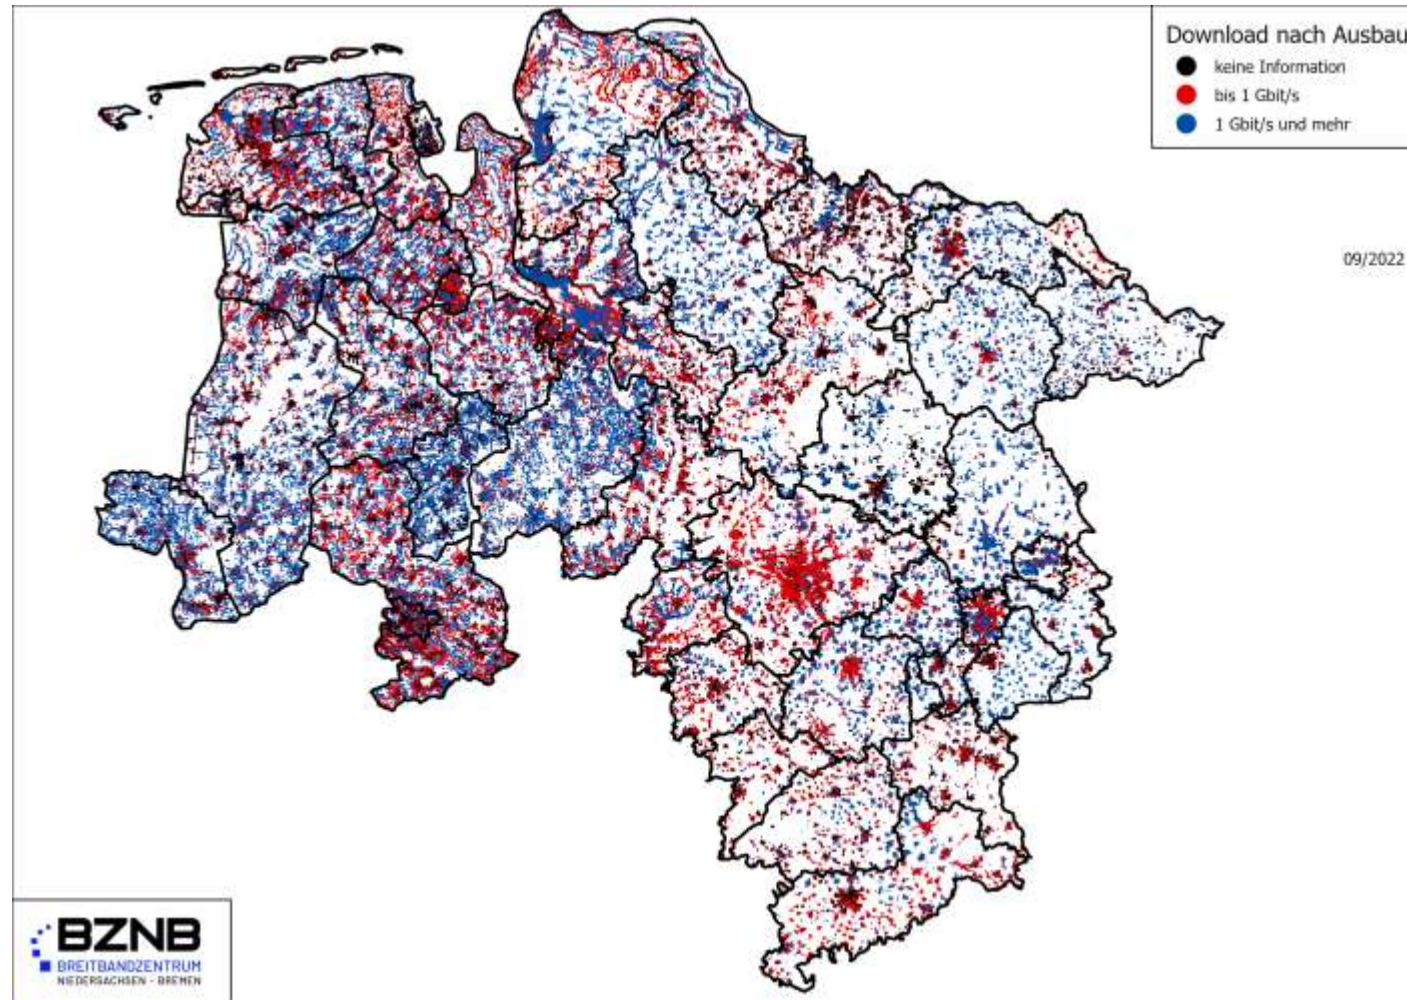 Download nach Ausbau
keine Information
bis 1 Gbit/s
1 Gbit/s und mehr
09/2022
BZNB
BREITBANDZENTRUM
NIEDERSACHSEN - BREMEN